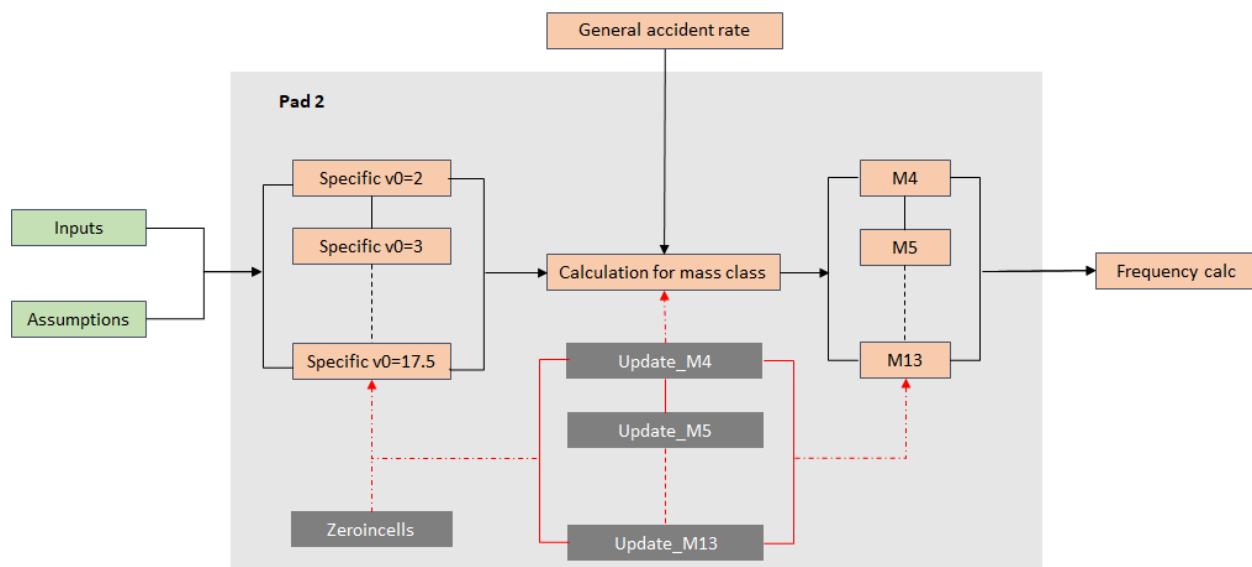 General accident rate
Pad 2
Specific v0=2
M4
Inputs
Specific v0=3
M5
Calculation for mass class
Frequency calc
Assumptions
Specific v0=17.5
Update_M4
M13
Update_M5
Zeroincells
Update_M13